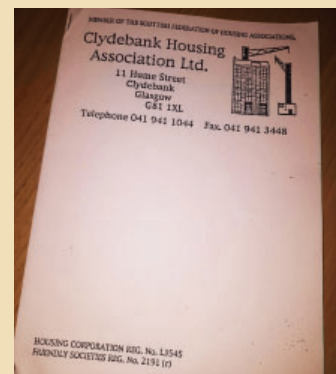 MEMBER OF THE SCOTTISH FEDERATION OF HOUSING ASSOCIATIONS.
Clydebank Housing
Association Ltd.
11 Hume Street
Clydebank
Glasgow
G81 1XL
Telephone 041 941 1044 Fax. 041 941 3448
HOUSING CORPORATION REG. No. L3545
FRIENDLY SOCIETIES REG. No. 2191 (r)